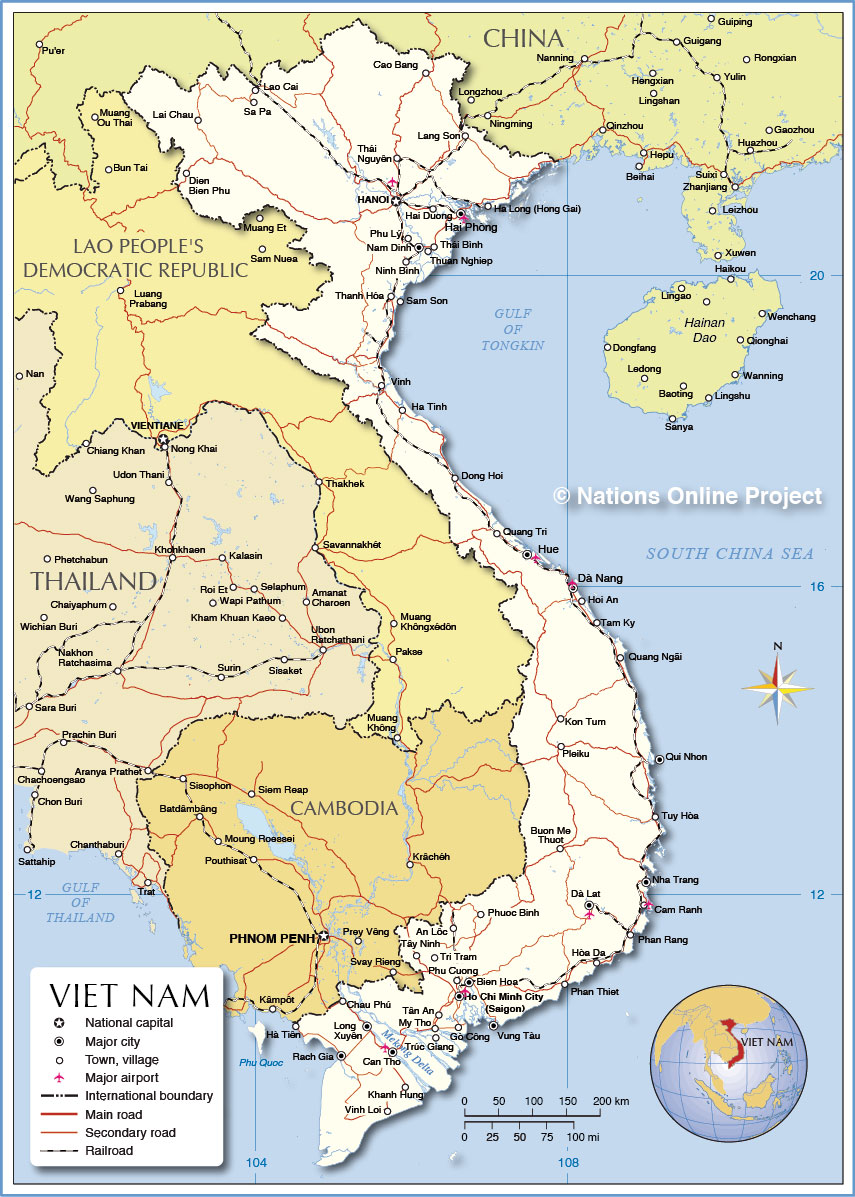 CHINA
Guiping
Pu'er
Guigang
Nanning
Rongxian
Cao Bang
Hengxian
Yulin
Lao Cai
Longzhou
Lingshan
Sa Pa
Lai Chau
Muang
Ou Thai
Ningming
Lang Son
Qinzhou
Gaozhou
Huazhou
Thái
Nguyên
Hepu
Beihai
Bun Tai
Dien
Bien Phu
Suixi
Zhanjiang
HANOI
Hai Duong
Ha Long (Hong Gai)
Leizhou
Hai Phong
Muang Et
Phu Lý
Nam Dinh
Thái Bình
Thuan Nghiep
LAO PEOPLE'S
DEMOCRATIC REPUBLIC
Sam Nuea
Ninh Bình
Xuwen
Haikou
20
Luang
Prabang
Thanh Hóa
Sam Son
Lingao
GULF
OF
TONGKIN
Hainan
Dao
Wenchang
Qionghai
Dongfang
Nan
Ledong
Wanning
Vinh
Baoting
Lingshu
Ha Tinh
Sanya
VIENTIANE
Chiang Khan
Nong Khai
Udon Thani
Dong Hoi
Thakhek
Wang Saphung
© Nations Online Project
Quang Tri
Savannakhét
Hue
SOUTH CHINA SEA
Khonkhaen
Phetchabun
Kalasin
THAILAND
Dà Nang
16
Roi Et
Selaphum
Amanat
Charoen
Hoi An
Chaiyaphum
Wapi Pathum
Wichian Buri
Kham Khuan Kaeo
Muang
Khôngxédôn
Tam Ky
Ubon
Ratchathani
Nakhon
Ratchasima
Pakse
Quang Ngãi
N
Surin
Sisaket
Sara Buri
Muang
Không
Kon Tum
Prachin Buri
Pleiku
Qui Nhon
Aranya Prathet
Chachoengsao
Sisophon
Siem Reap
Chon Buri
Batdâmbâng
CAMBODIA
Tuy Hòa
Moung Roessei
Buon Me
Thuot
Chanthaburi
Sattahip
Pouthisat
Krâchéh
Trat
Nha Trang
12
GULF
OF
THAILAND
Dà Lat
12
Cam Ranh
Phuoc Binh
PHNOM PENH
Prey Vêng
An Lôc
Phan Rang
Tây Ninh
Tri Tram
Hòa Da
Svay Rieng
Phu Cuong
Bien Hoa
Phan Thiet
Ho Chi Minh City
(Saigon)
Kâmpôt
Chau Phú
Tân An
Hà Tiên
Long
Xuyên
My Tho
Gò Công
Vung Tàu
Phu Quoc
Trúc Giang
Rach Gia
Can Tho
Mekong Delta
Khanh Hung
Vinh Loi
VIET NAM
National capital
Major city
Town, village
Major airport
International boundary
Main road
Secondary road
Railroad
0 50 100 150 200 km
0 25 50 75 100 mi
VIET NAM
104
108